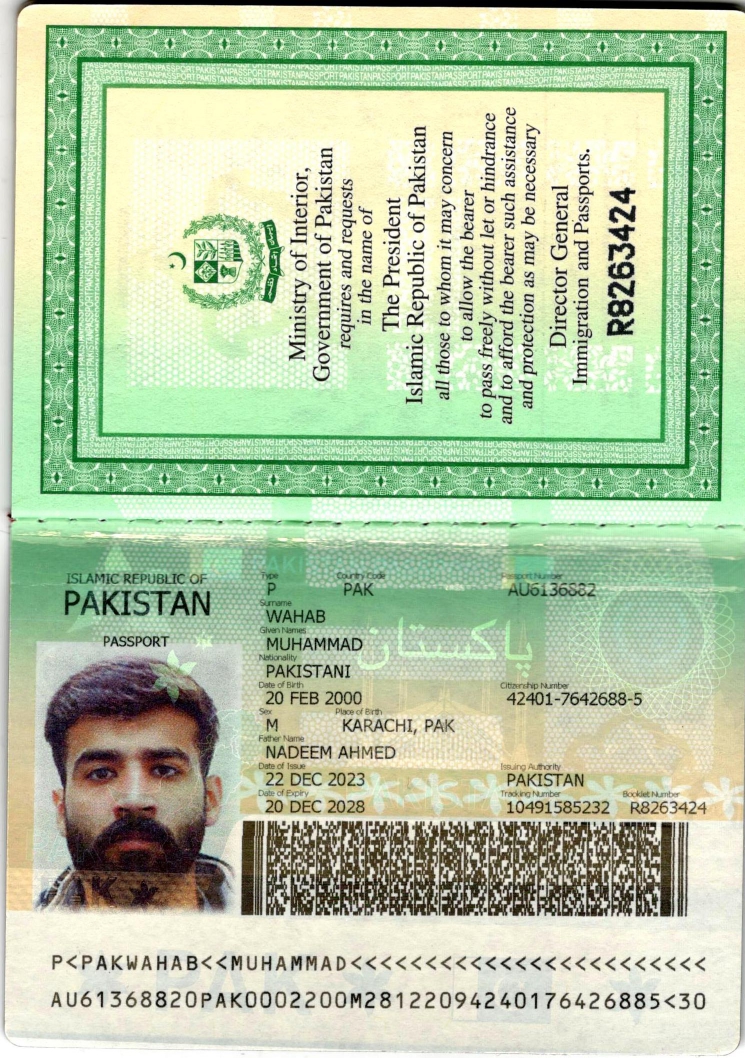 Ministry of Interior,
Government of Pakistan
requires and requests
in the name of
The President
Islamic Republic of Pakistan
all those to whom it may concern
to allow the bearer
to pass freely without let or hindrance
and to afford the bearer such assistance
and protection as may be necessary
Director General
Immigration and Passports.
R8263424
ISLAMIC REPUBLIC OF
PAKISTAN
PASSPORT
Type Country Code Passport Number
P PAK AU6136882
Surname
WAHAB
Given Names
MUHAMMAD
پاکستان
Nationality
PAKISTANI
Date of Birth Citizenship Number
20 FEB 2000 42401-7642688-5
Sex Place of Birth
M KARACHI, PAK
Father Name
NADEEM AHMED
Date of Issue Issuing Authority
22 DEC 2023 PAKISTAN
Date of Expiry Tracking Number Booklet Number
20 DEC 2028 10491585232 R8263424
P<PAKWAHAB<<MUHAMMAD<<<<<<<<<<<<<<<<<<<<<<<<
AU61368820PAK0002200M28122094240176426885<30